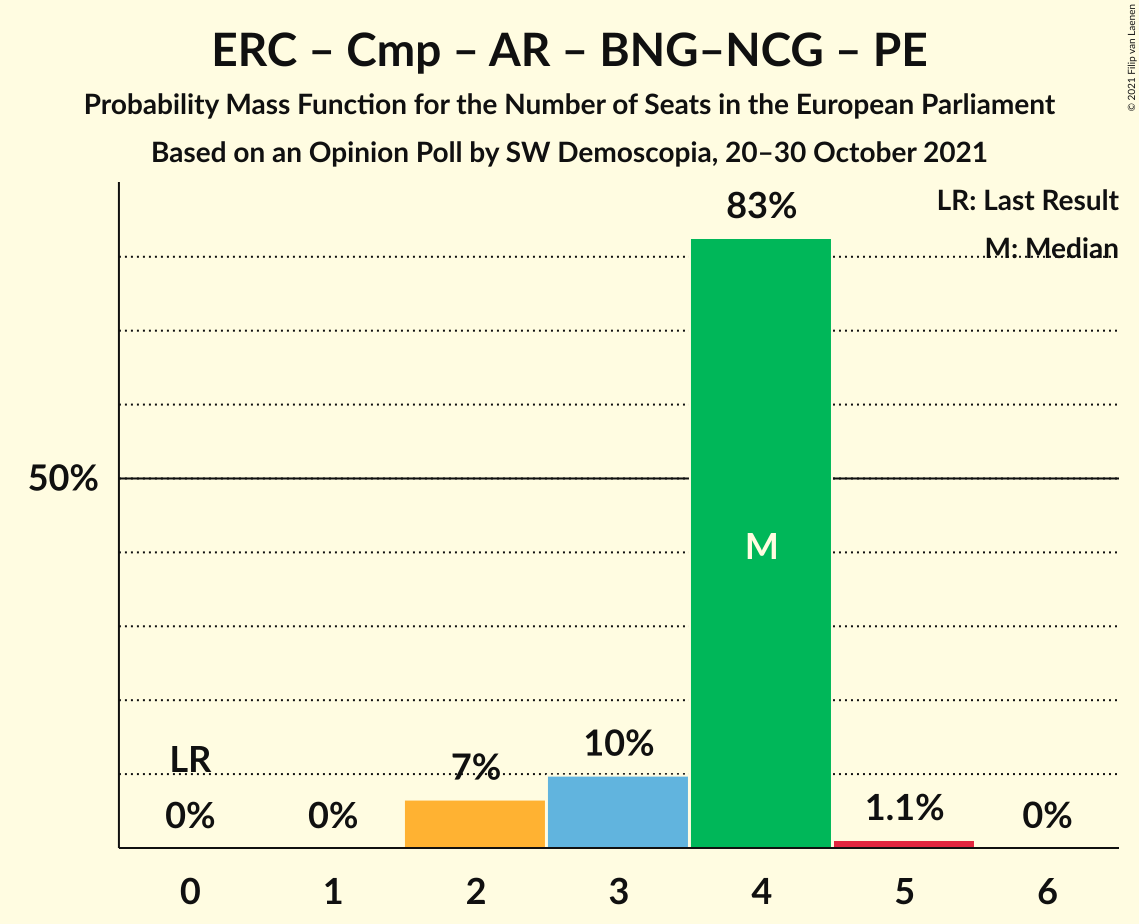 ERC – Cmp – AR – BNG–NCG – PE
Probability Mass Function for the Number of Seats in the European Parliament
Based on an Opinion Poll by SW Demoscopia, 20–30 October 2021
© 2021 Filip van Laenen
LR: Last Result
M: Median
83%
50%
M
LR
0%
0%
7%
10%
1.1%
0%
0 1 2 3 4 5 6